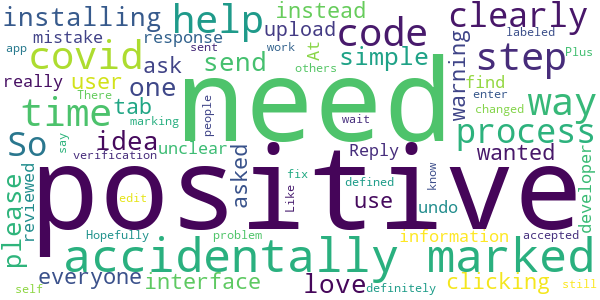 installing help instead code clearly
mistake response upload
app sent work At others labeled
covid send simple step warning Plus
really user ask one need find enter changed
There time tab people wait way
marking idea process
So say verification unclear asked Reply wanted
reviewed positive know developer
please edit Like fix defined use undo
Hopefully problem information accepted
accidentally marked
everyone interface love clicking still
self definitely